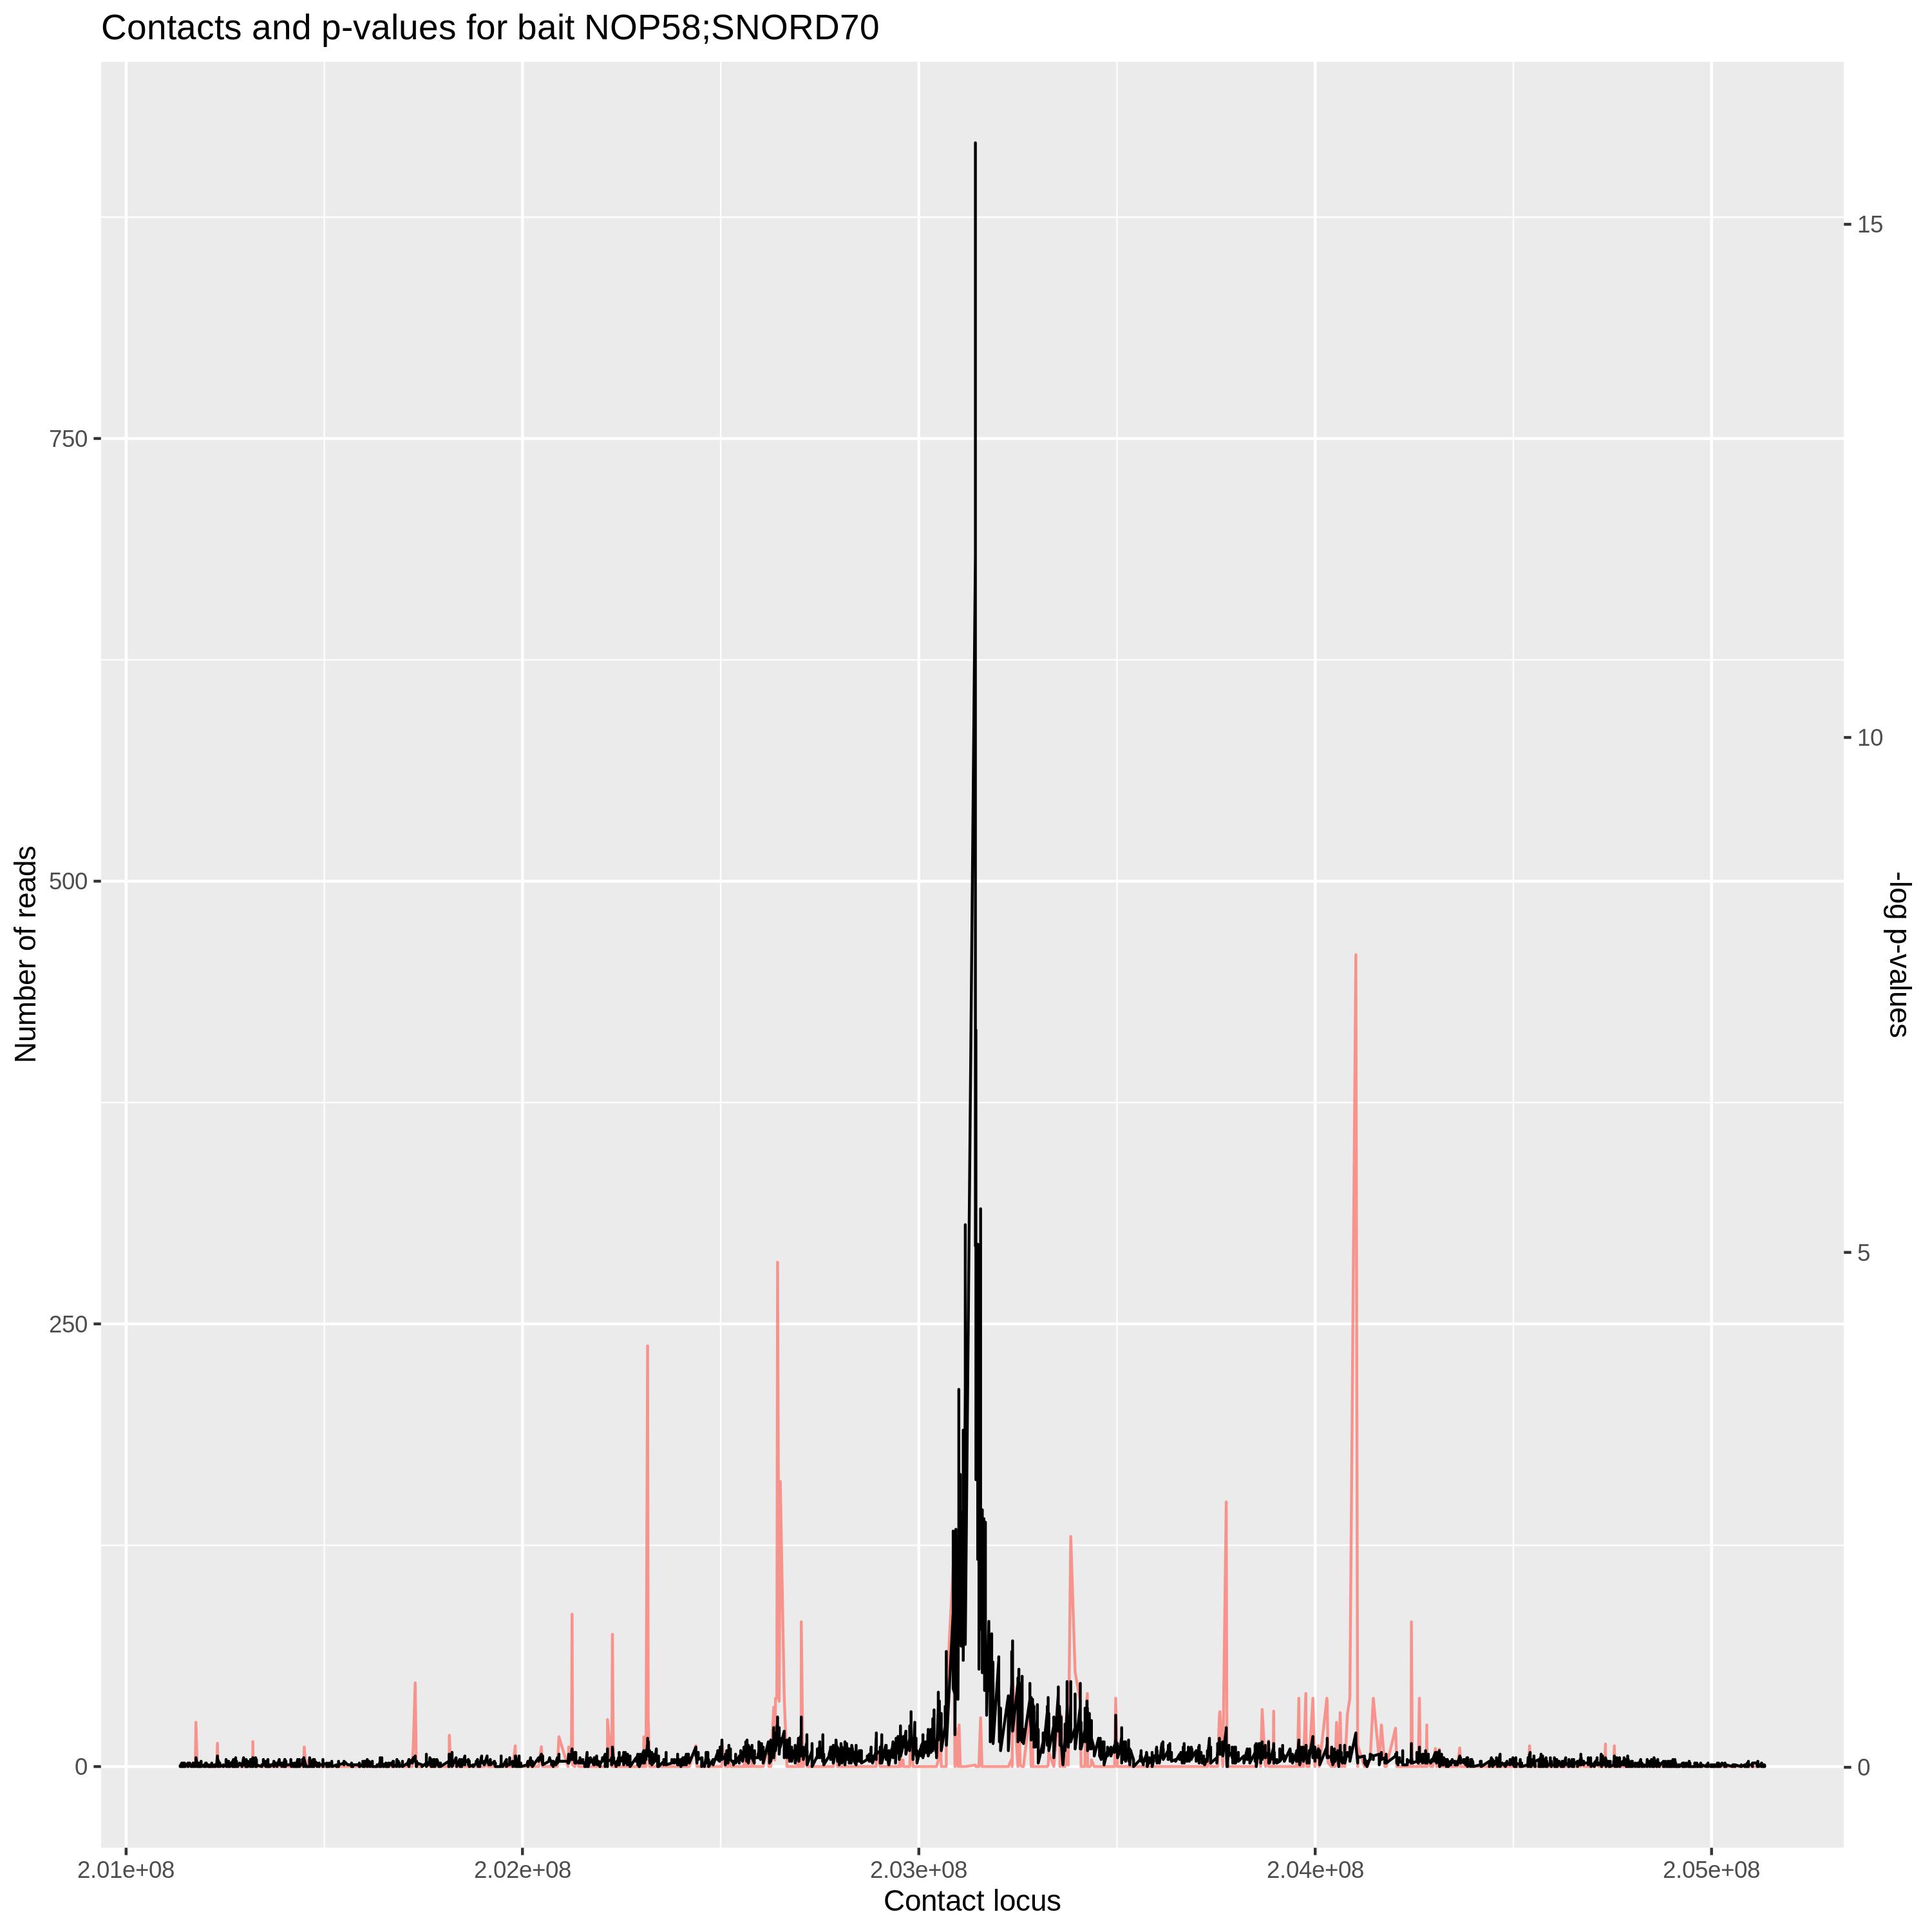 Contacts and p-values for bait NOP58;SNORD70
Number of reads
750
500
250
0
15
10
5
0
-log p-values
2.01e+08 2.02e+08 2.03e+08 2.04e+08 2.05e+08
Contact locus